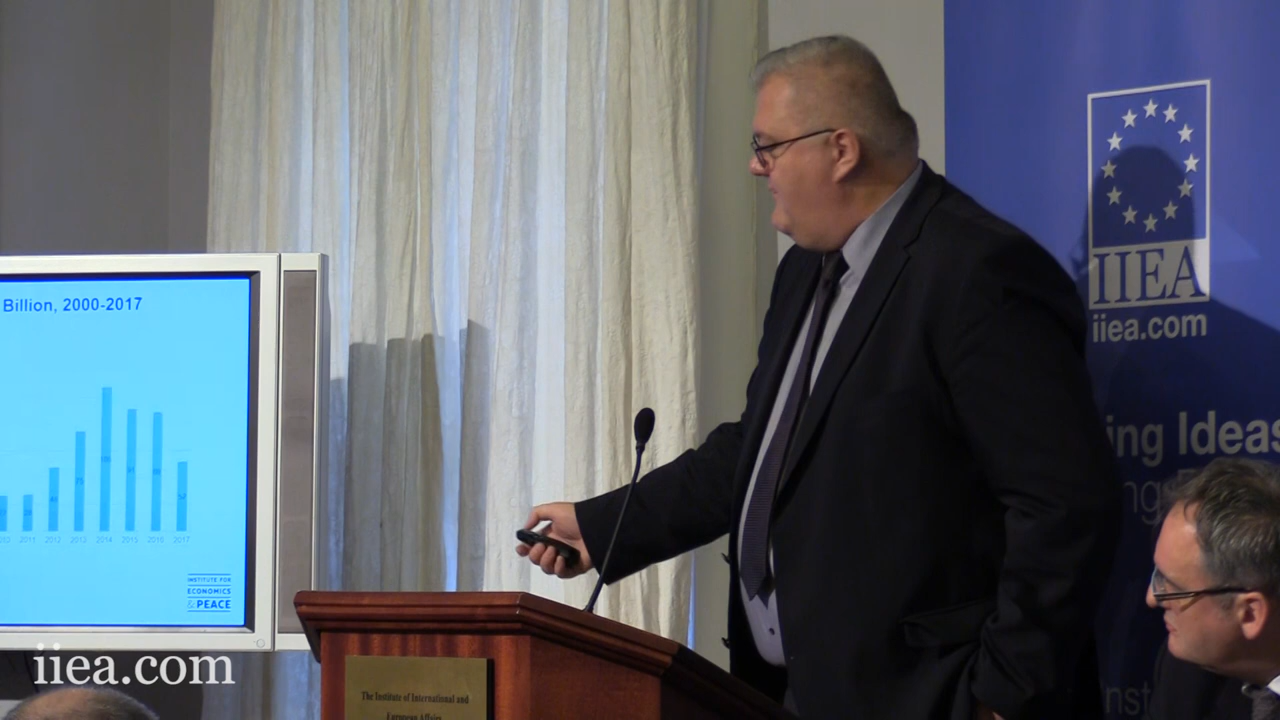 Billion, 2000-2017
2011 2012 2013 2014 2015 2016 2017
INSTITUTE FOR
ECONOMICS
& PEACE
iiea.com
The Institute of International and
European Affairs
IIEA
iiea.com
ing Ideas